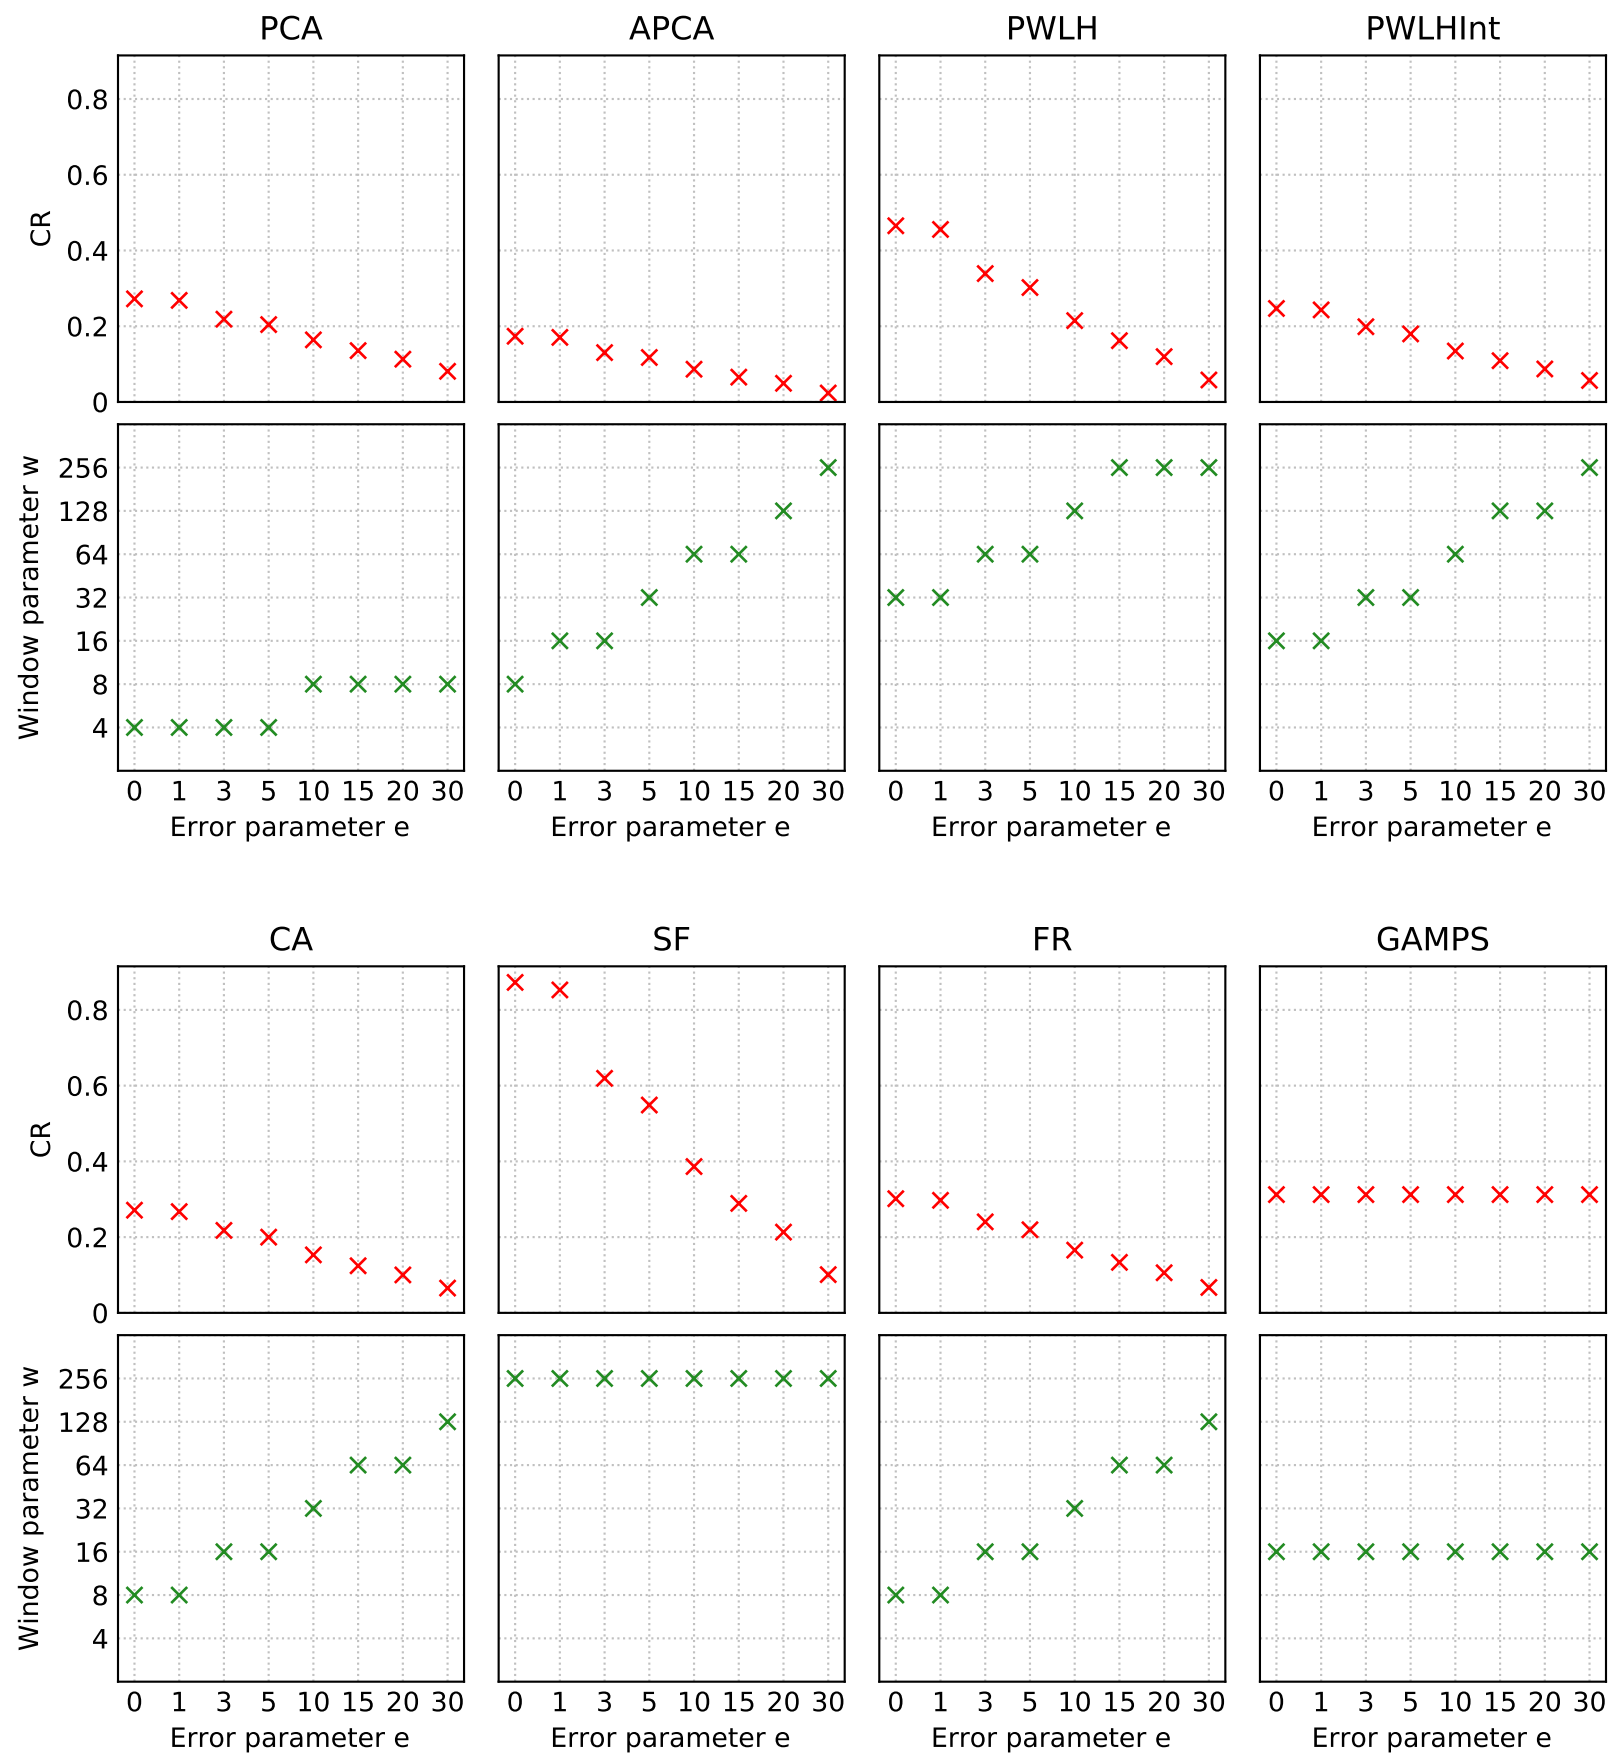 PCA APCA PWLH PWLHInt
CR
0.8
0.6
0.4
0.2
0
Window parameter w
256
128
64
32
16
8
4
0 1 3 5 10 15 20 30 0 1 3 5 10 15 20 30 0 1 3 5 10 15 20 30 0 1 3 5 10 15 20 30
Error parameter e Error parameter e Error parameter e Error parameter e
CA SF FR GAMPS
CR
0.8
0.6
0.4
0.2
0
Window parameter w
256
128
64
32
16
8
4
0 1 3 5 10 15 20 30 0 1 3 5 10 15 20 30 0 1 3 5 10 15 20 30 0 1 3 5 10 15 20 30
Error parameter e Error parameter e Error parameter e Error parameter e